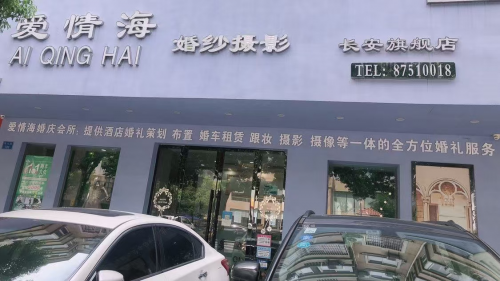 爱情海 婚纱摄影 长安旗舰店
AI QING HAI
TEL: 87510018
爱情海婚庆会所: 提供酒店婚礼策划 布置 婚车租赁 跟妆 摄影 摄像等一体的全方位婚礼服务